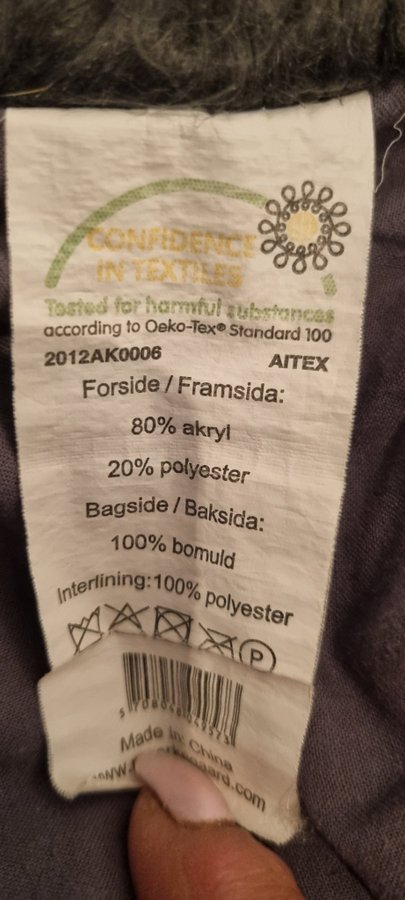 CONFIDENCE
IN TEXTILES
Tested for harmful substances
according to Oeko-Tex® Standard 100
2012AK0006 AITEX
Forside / Framsida:
80% akryl
20% polyester
Bagside / Baksida:
100% bomuld
Interlining: 100% polyester
P
Made in China